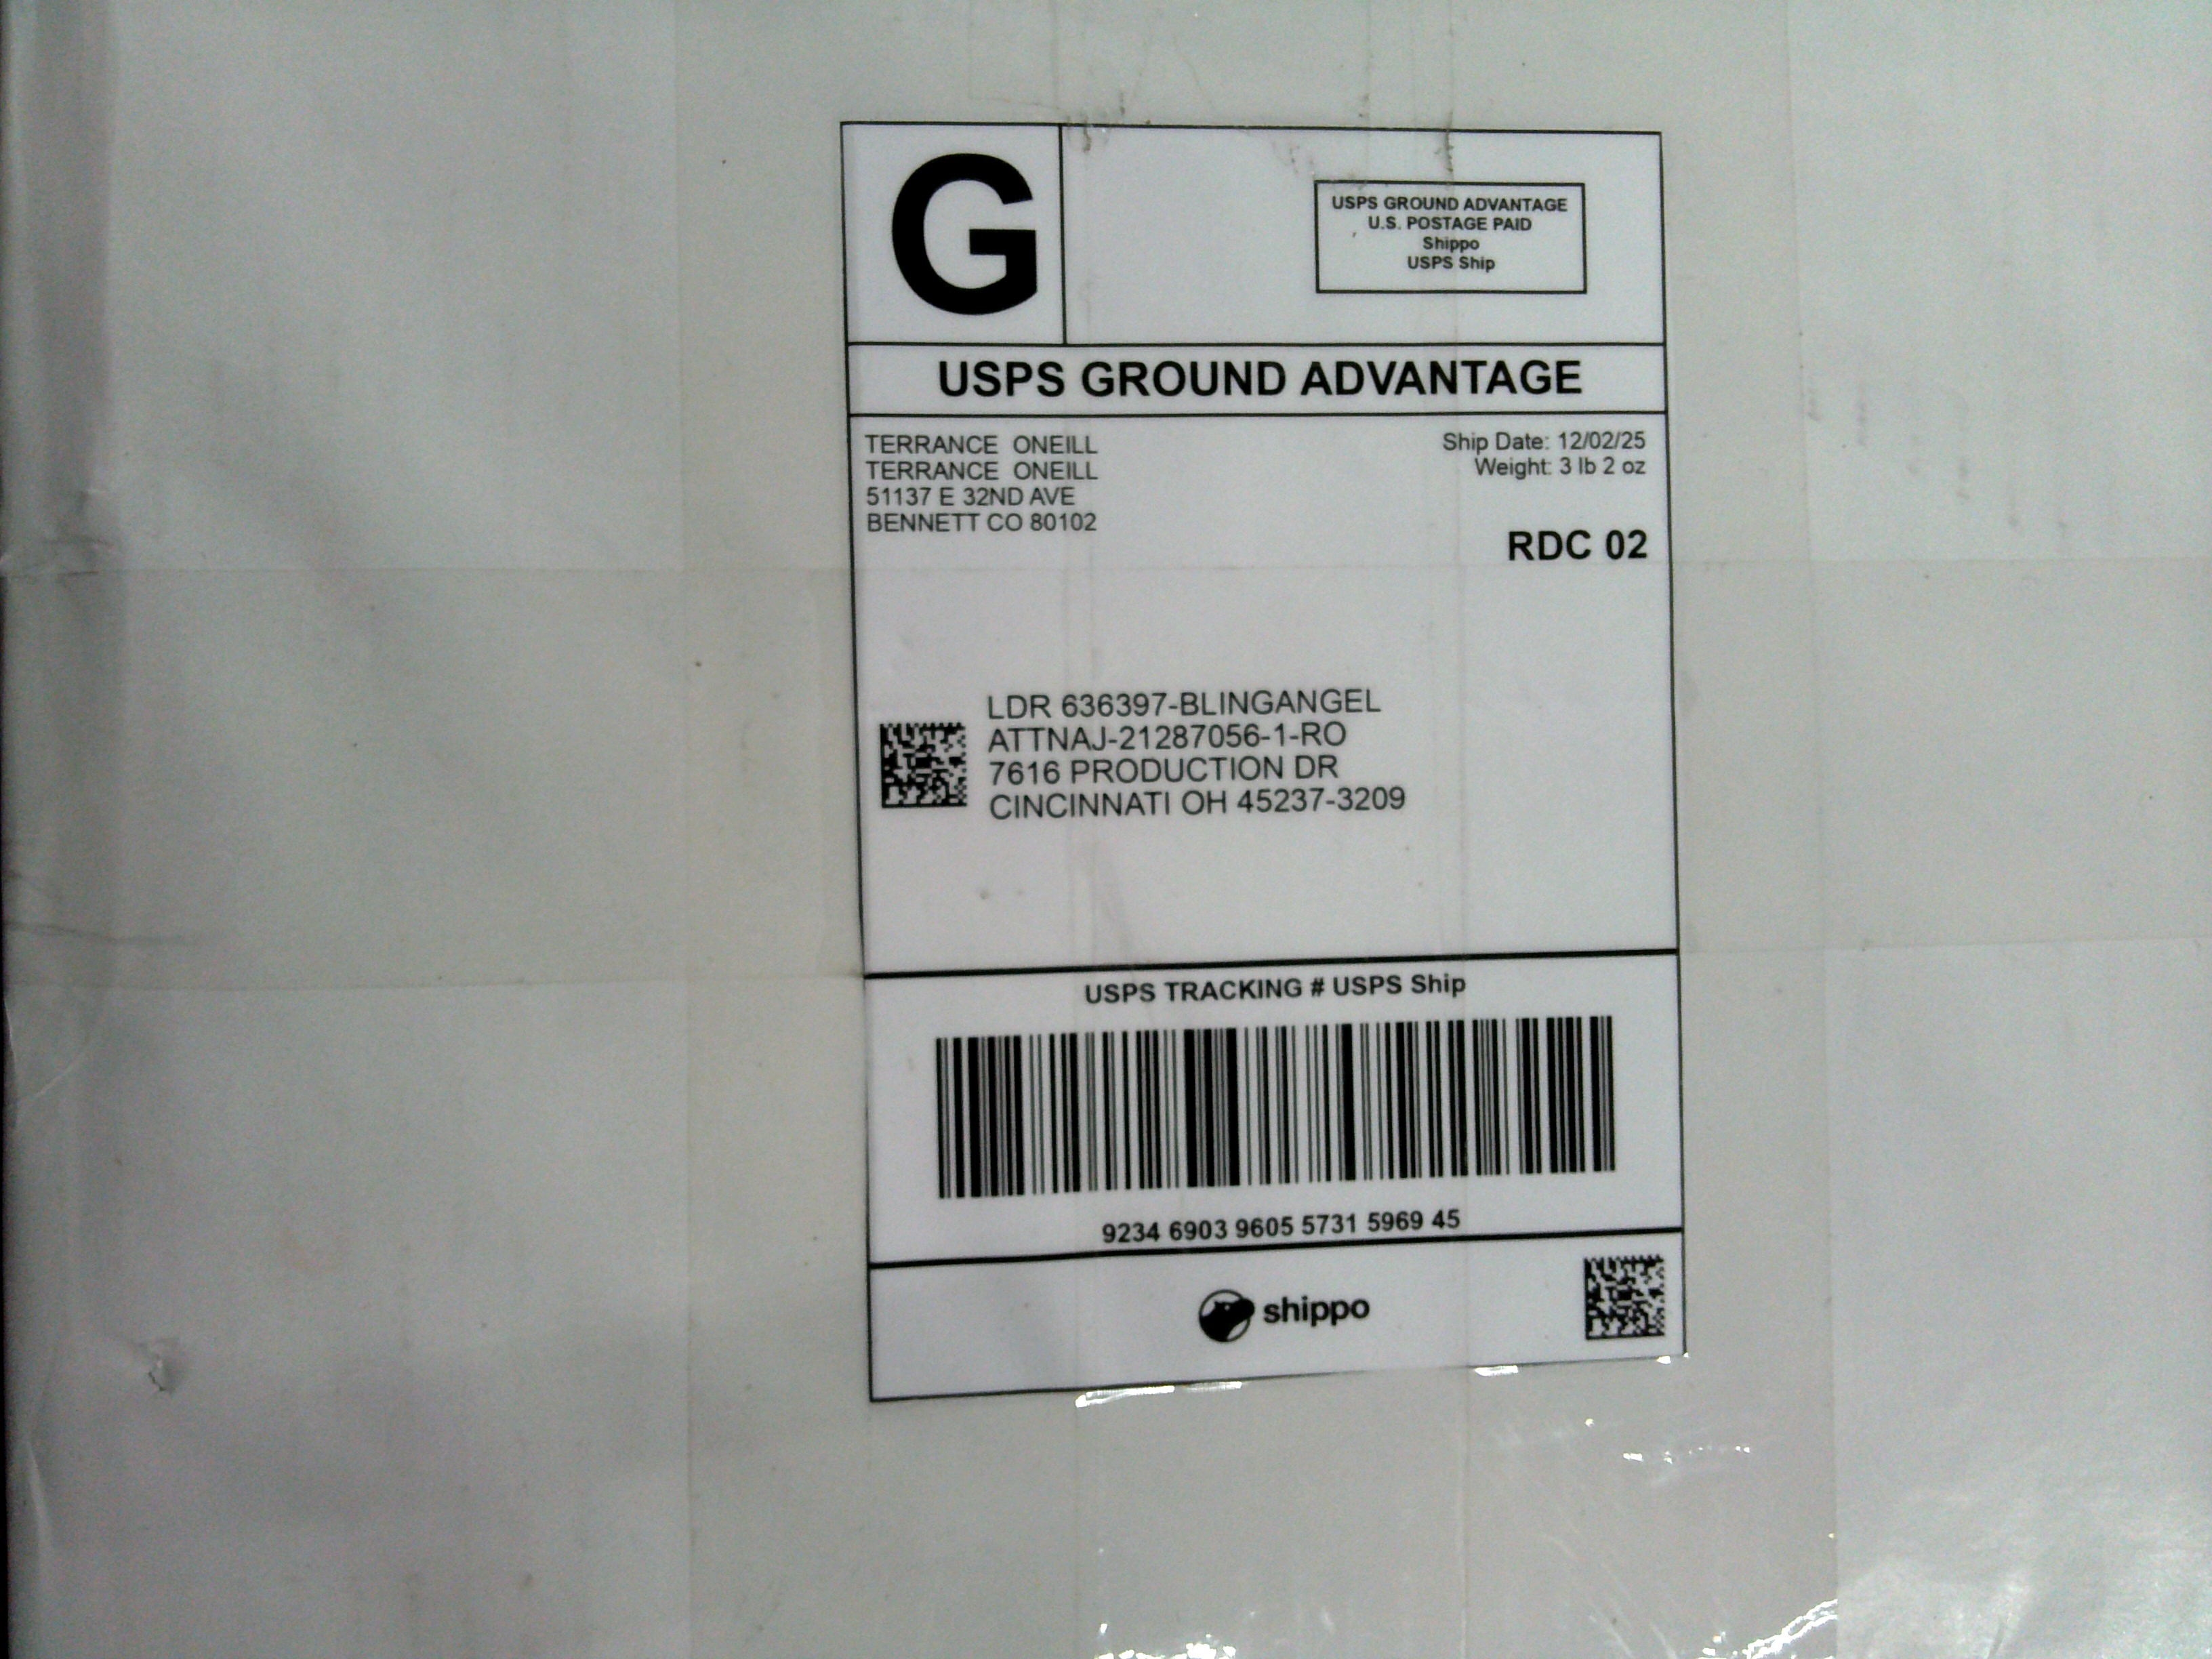 G
USPS GROUND ADVANTAGE
U.S. POSTAGE PAID
Shippo
USPS Ship
USPS GROUND ADVANTAGE
TERRANCE ONEILL
TERRANCE ONEILL
51137 E 32ND AVE
BENNETT CO 80102
Ship Date: 12/02/25
Weight: 3 lb 2 oz
RDC 02
LDR 636397-BLINGANGEL
ATTNAJ-21287056-1-RO
7616 PRODUCTION DR
CINCINNATI OH 45237-3209
USPS TRACKING # USPS Ship
9234 6903 9605 5731 5969 45
shippo